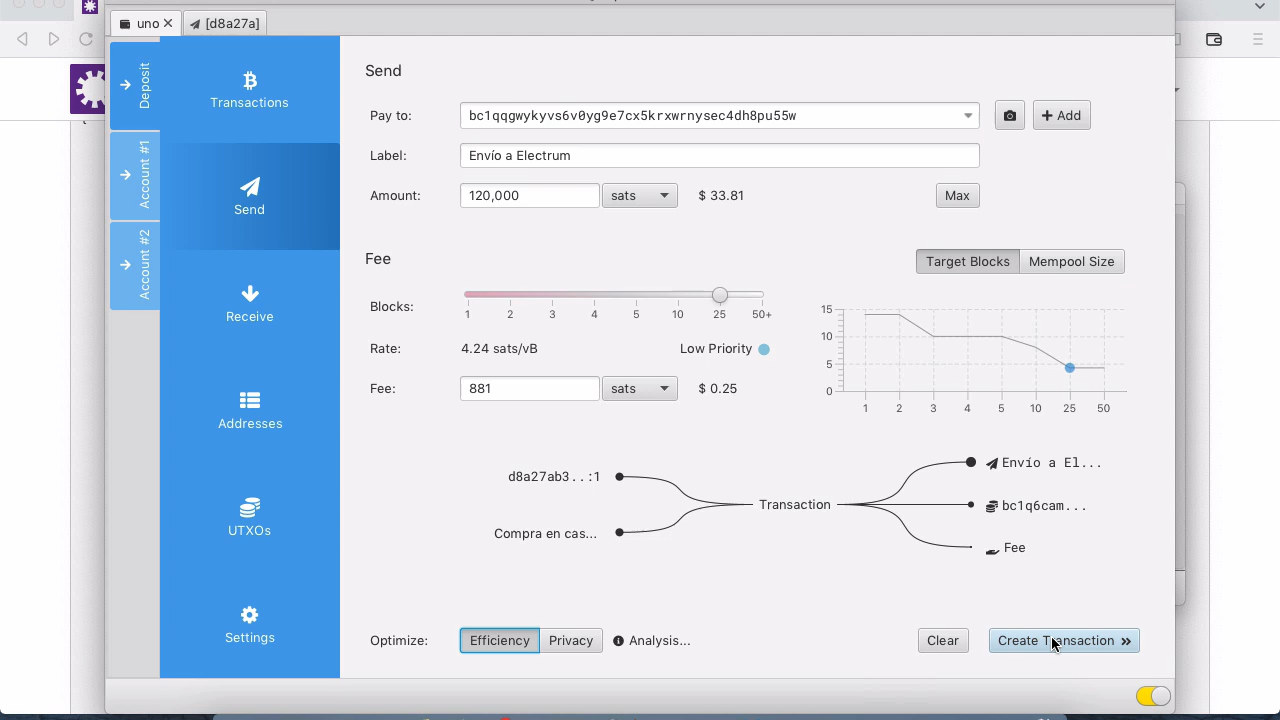 uno [d8a27a]
Deposit
Account #1
Account #2
Transactions
Send
Receive
Addresses
UTXOs
Settings
Send
Pay to: bc1qqgwykyvs6v0yg9e7cx5krxwrnysec4dh8pu55w Add
Label: Envío a Electrum
Amount: 120,000 sats $ 33.81 Max
Fee Target Blocks Mempool Size
Blocks:
1 2 3 4 5 10 25 50+
Rate: 4.24 sats/vB Low Priority
Fee: 881 sats $ 0.25
15
10
5
0
1 2 3 4 5 10 25 50
d8a27ab3..:1
Compra en cas...
Transaction
Envío a El...
bc1q6cam...
Fee
Optimize: Efficiency Privacy Analysis... Clear Create Transaction